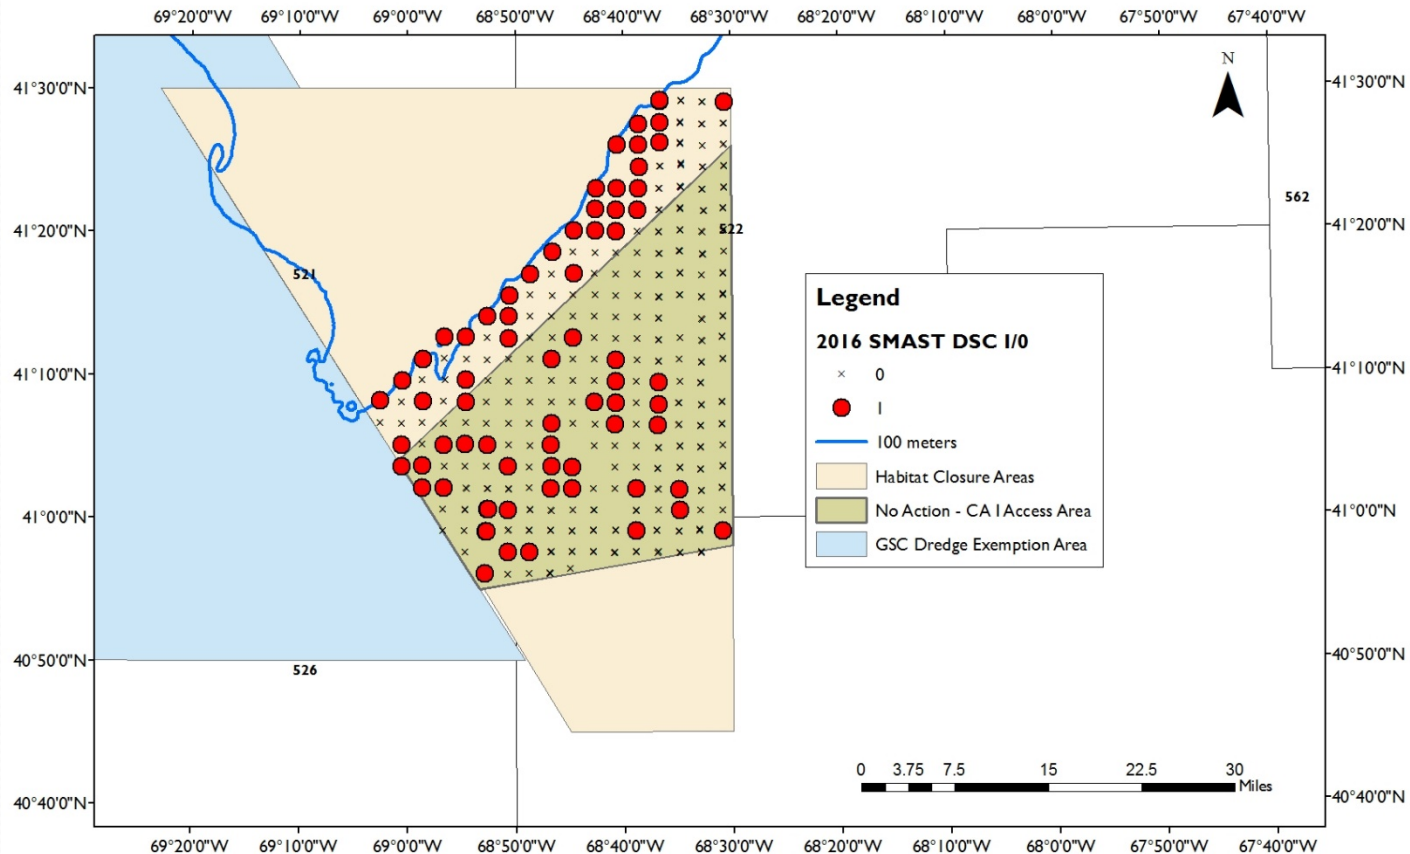 69°20'0"W 69°10'0"W 69°0'0"W 68°50'0"W 68°40'0"W 68°30'0"W 68°20'0"W 68°10'0"W 68°0'0"W 67°50'0"W 67°40'0"W
N
41°30'0"N 41°30'0"N
562
41°20'0"N 522 41°20'0"N
521
Legend
2016 SMAST DSC 1/0
0
41°10'0"N 41°10'0"N
1
100 meters
Habitat Closure Areas
41°0'0"N No Action - CA I Access Area 41°0'0"N
GSC Dredge Exemption Area
40°50'0"N 40°50'0"N
526
0 3.75 7.5 15 22.5 30
Miles
40°40'0"N 40°40'0"N
69°20'0"W 69°10'0"W 69°0'0"W 68°50'0"W 68°40'0"W 68°30'0"W 68°20'0"W 68°10'0"W 68°0'0"W 67°50'0"W 67°40'0"W